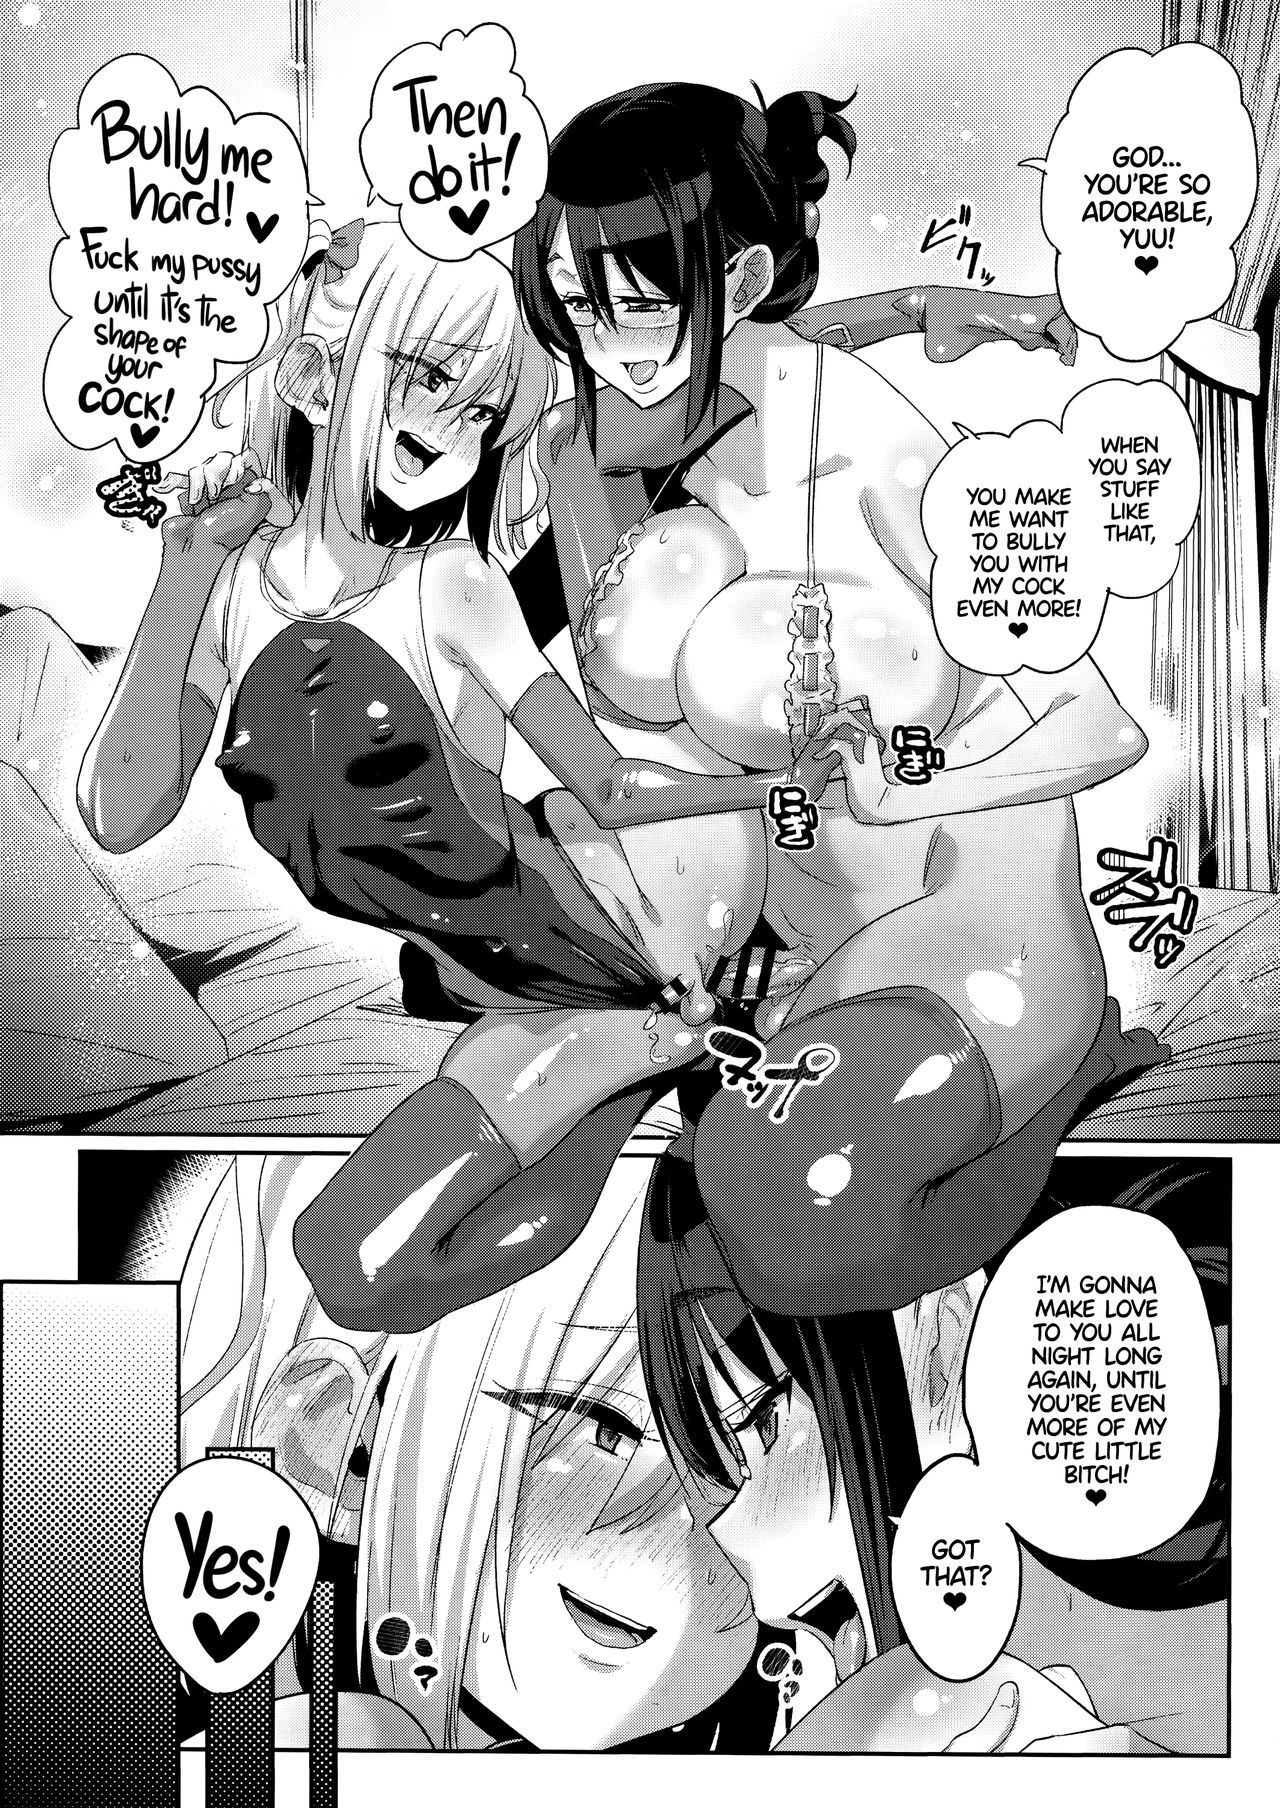 GOD...
YOU'RE SO
ADORABLE,
YUU!
♥
WHEN
YOU SAY
STUFF
LIKE
THAT,
YOU MAKE
ME WANT
TO BULLY
YOU WITH
MY COCK
EVEN MORE!
♥
Then
do it!
♥
Bully me
hard!
♥
Fuck my pussy
until it's the
shape of
your
COCK!
♥
ビクッ
にぎ
にぎ
I'M GONNA
MAKE LOVE
TO YOU ALL
NIGHT LONG
AGAIN, UNTIL
YOU'RE EVEN
MORE OF MY
CUTE LITTLE
BITCH!
♥
GOT
THAT?
♥
Yes!
♥